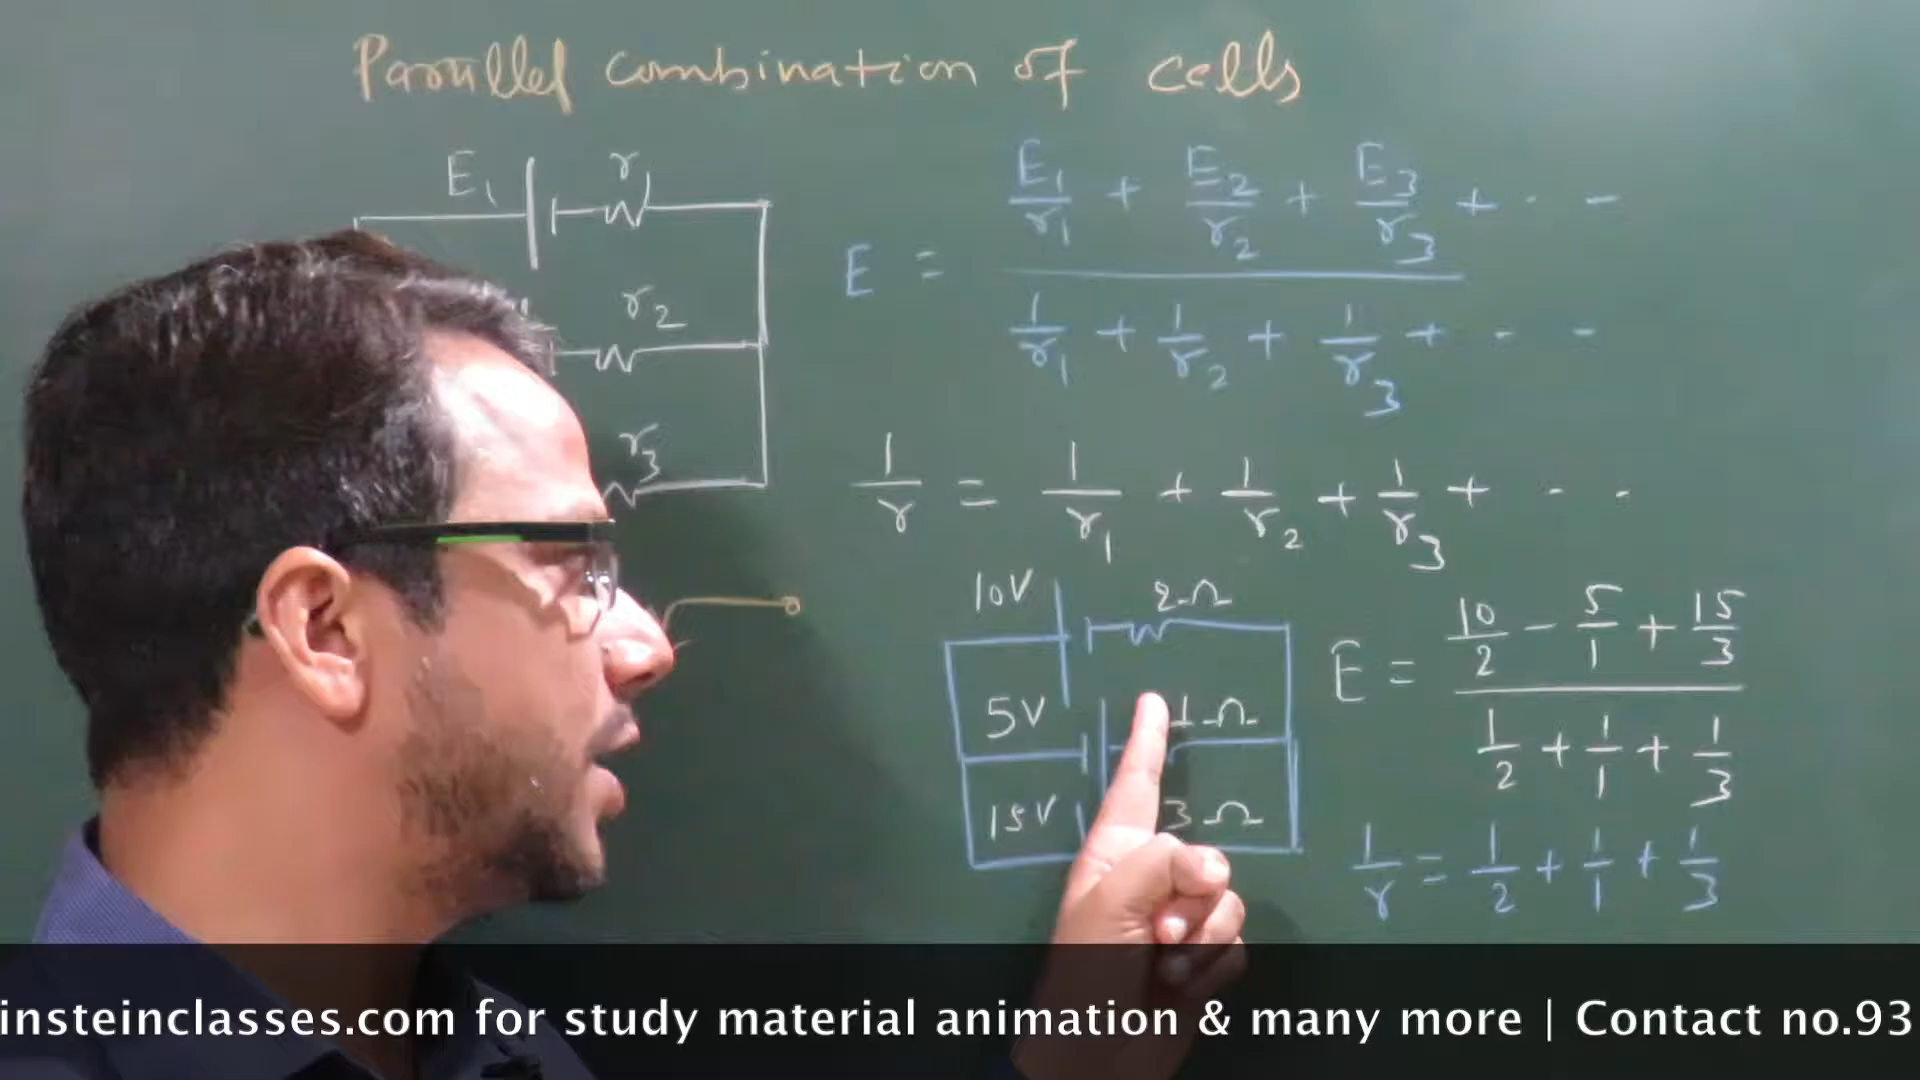 Parallel combination of cells
E1 r1
r2
r3
E = (E1/r1 + E2/r2 + E3/r3 + · –) / (1/r1 + 1/r2 + 1/r3 + · –)
1/r = 1/r1 + 1/r2 + 1/r3 + · ·
10V 2Ω
5V 1Ω
15V 3Ω
E = (10/2 – 5/1 + 15/3) / (1/2 + 1/1 + 1/3)
1/r = 1/2 + 1/1 + 1/3
insteinclasses.com for study material animation & many more | Contact no.93